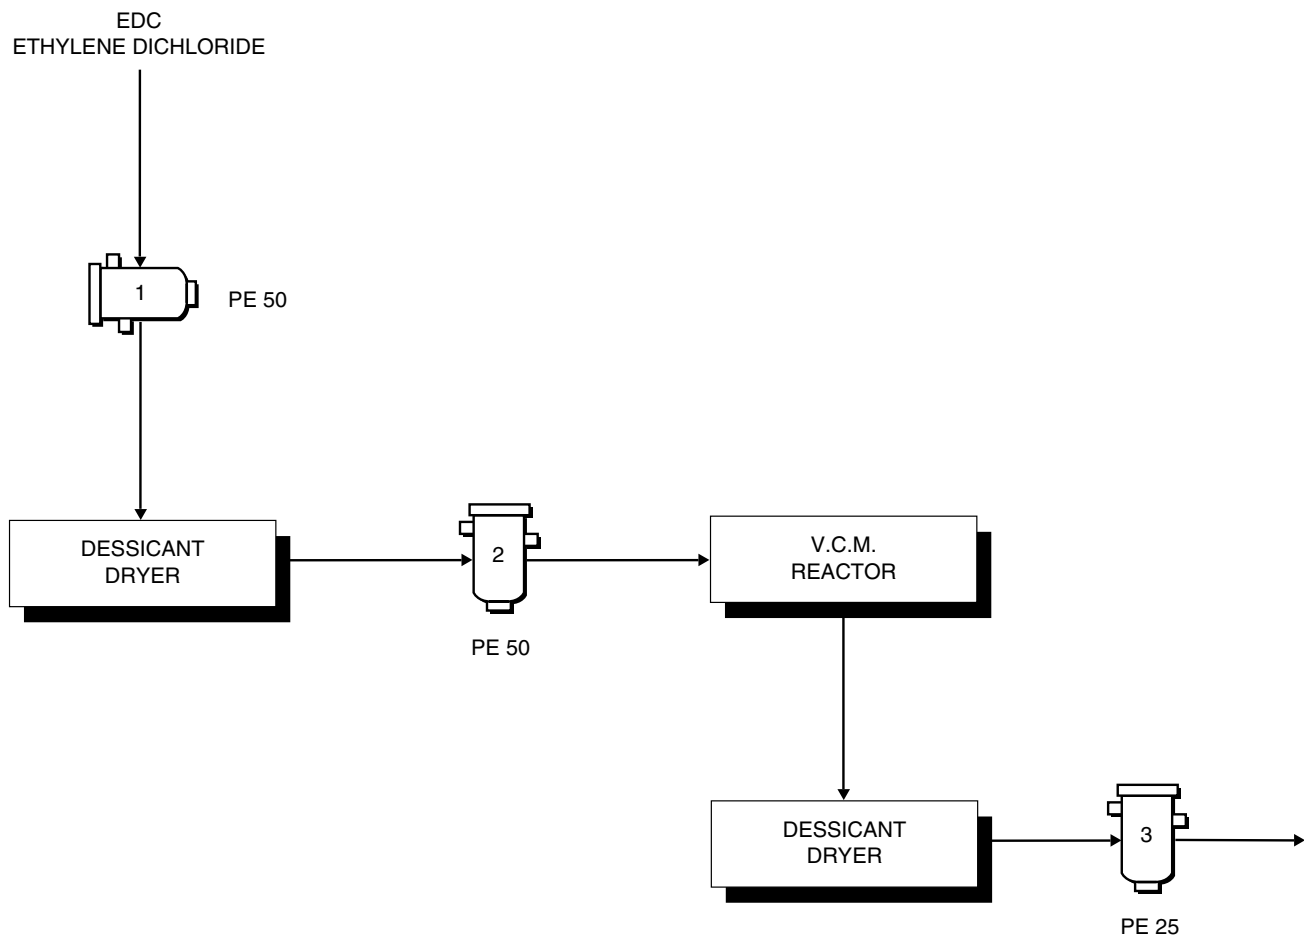 EDC
ETHYLENE DICHLORIDE
1
PE 50
DESSICANT
DRYER
2
PE 50
V.C.M.
REACTOR
DESSICANT
DRYER
3
PE 25